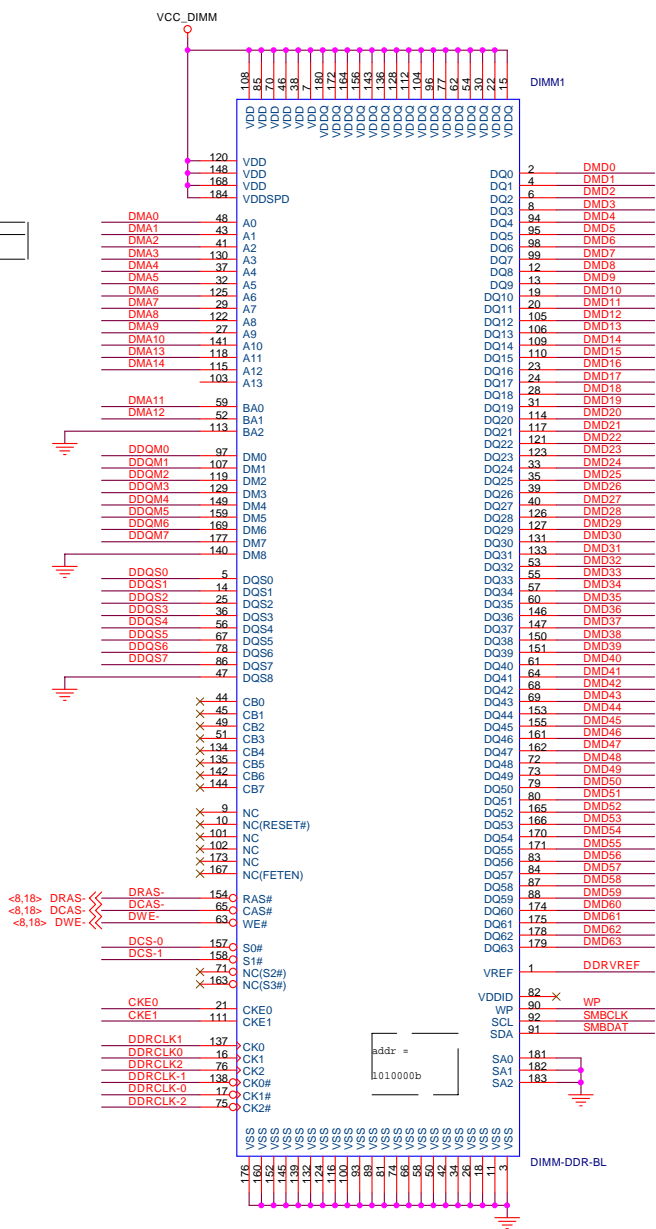 VCC_DIMM
DIMM1
108 85 70 46 38 7 180 172 164 156 143 136 128 112 104 96 77 62 54 30 22 15
VDD VDD VDD VDD VDD VDD VDDQ VDDQ VDDQ VDDQ VDDQ VDDQ VDDQ VDDQ VDDQ VDDQ VDDQ VDDQ VDDQ VDDQ VDDQ VDDQ
120 VDD
148 VDD
168 VDD
184 VDDSPD
DMA0 48 A0
DMA1 43 A1
DMA2 41 A2
DMA3 130 A3
DMA4 37 A4
DMA5 32 A5
DMA6 125 A6
DMA7 29 A7
DMA8 122 A8
DMA9 27 A9
DMA10 141 A10
DMA13 118 A11
DMA14 115 A12
103 A13
DMA11 59 BA0
DMA12 52 BA1
113 BA2
DDQM0 97 DM0
DDQM1 107 DM1
DDQM2 119 DM2
DDQM3 129 DM3
DDQM4 149 DM4
DDQM5 159 DM5
DDQM6 169 DM6
DDQM7 177 DM7
140 DM8
DDQS0 5 DQS0
DDQS1 14 DQS1
DDQS2 25 DQS2
DDQS3 36 DQS3
DDQS4 56 DQS4
DDQS5 67 DQS5
DDQS6 78 DQS6
DDQS7 86 DQS7
47 DQS8
44 CB0
45 CB1
49 CB2
51 CB3
134 CB4
135 CB5
142 CB6
144 CB7
9 NC
10 NC(RESET#)
101 NC
102 NC
173 NC
167 NC(FETEN)
<8,18> DRAS- DRAS- 154 RAS#
<8,18> DCAS- DCAS- 65 CAS#
<8,18> DWE- DWE- 63 WE#
DCS-0 157 S0#
DCS-1 158 S1#
71 NC(S2#)
163 NC(S3#)
CKE0 21 CKE0
CKE1 111 CKE1
DDRCLK1 137 CK0
DDRCLK0 16 CK1
DDRCLK2 76 CK2
DDRCLK-1 138 CK0#
DDRCLK-0 17 CK1#
DDRCLK-2 75 CK2#
DQ0 2 DMD0
DQ1 4 DMD1
DQ2 6 DMD2
DQ3 8 DMD3
DQ4 94 DMD4
DQ5 95 DMD5
DQ6 98 DMD6
DQ7 99 DMD7
DQ8 12 DMD8
DQ9 13 DMD9
DQ10 19 DMD10
DQ11 20 DMD11
DQ12 105 DMD12
DQ13 106 DMD13
DQ14 109 DMD14
DQ15 110 DMD15
DQ16 23 DMD16
DQ17 24 DMD17
DQ18 28 DMD18
DQ19 31 DMD19
DQ20 114 DMD20
DQ21 117 DMD21
DQ22 121 DMD22
DQ23 123 DMD23
DQ24 33 DMD24
DQ25 35 DMD25
DQ26 39 DMD26
DQ27 40 DMD27
DQ28 126 DMD28
DQ29 127 DMD29
DQ30 131 DMD30
DQ31 133 DMD31
DQ32 53 DMD32
DQ33 55 DMD33
DQ34 57 DMD34
DQ35 60 DMD35
DQ36 146 DMD36
DQ37 147 DMD37
DQ38 150 DMD38
DQ39 151 DMD39
DQ40 61 DMD40
DQ41 64 DMD41
DQ42 68 DMD42
DQ43 69 DMD43
DQ44 153 DMD44
DQ45 155 DMD45
DQ46 161 DMD46
DQ47 162 DMD47
DQ48 72 DMD48
DQ49 73 DMD49
DQ50 79 DMD50
DQ51 80 DMD51
DQ52 165 DMD52
DQ53 166 DMD53
DQ54 170 DMD54
DQ55 171 DMD55
DQ56 83 DMD56
DQ57 84 DMD57
DQ58 87 DMD58
DQ59 88 DMD59
DQ60 174 DMD60
DQ61 175 DMD61
DQ62 178 DMD62
DQ63 179 DMD63
VREF 1 DDRVREF
VDDID 82
WP 90 WP
SCL 92 SMBCLK
SDA 91 SMBDAT
addr =
1010000b
SA0 181
SA1 182
SA2 183
VSS VSS VSS VSS VSS VSS VSS VSS VSS VSS VSS VSS VSS VSS VSS VSS VSS VSS VSS VSS VSS VSS
176 160 152 145 139 132 124 116 100 93 89 81 74 66 58 50 42 34 26 18 11 3
DIMM-DDR-BL